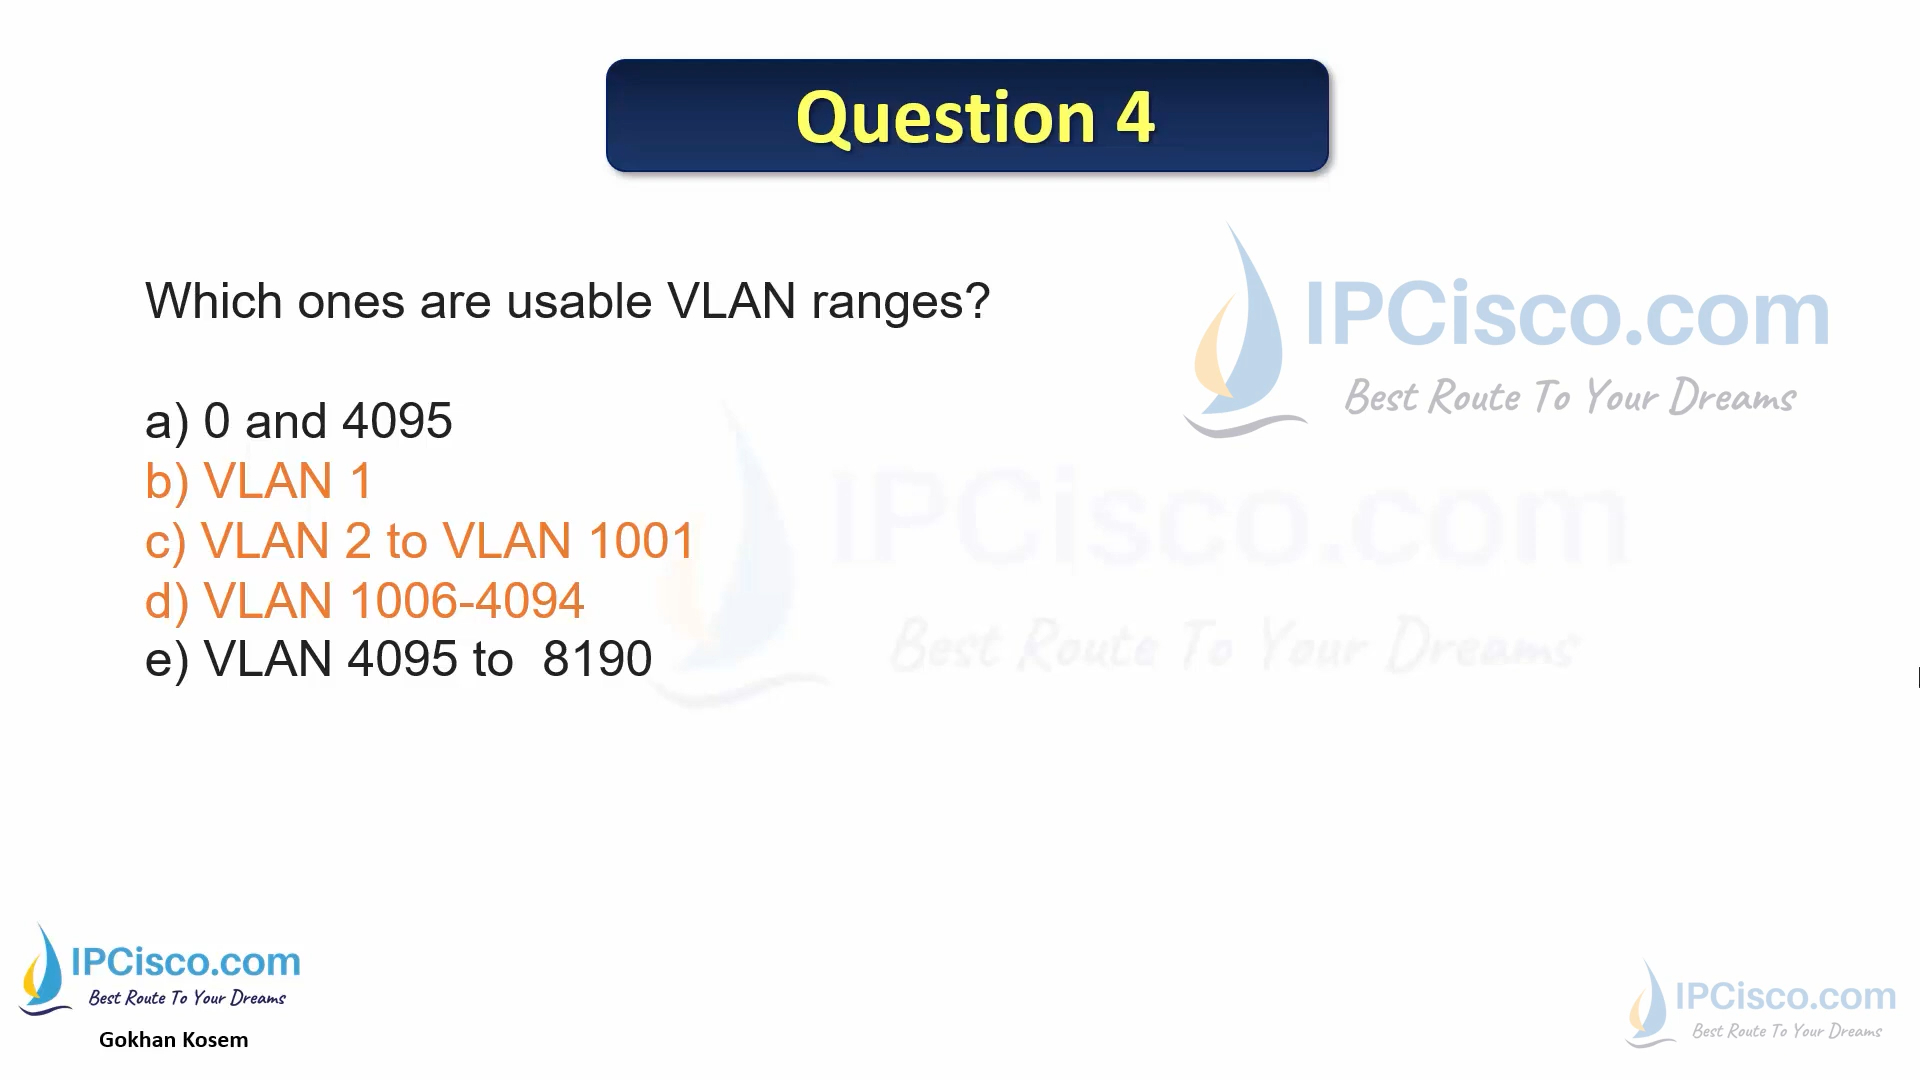 Question 4
Which ones are usable VLAN ranges?
IPCisco.com
Best Route To Your Dreams
a) 0 and 4095
b) VLAN 1
c) VLAN 2 to VLAN 1001
d) VLAN 1006-4094
e) VLAN 4095 to  8190
IPCisco.com
Best Route To Your Dreams
IPCisco.com
Best Route To Your Dreams
Gokhan Kosem
IPCisco.com
Best Route To Your Dreams